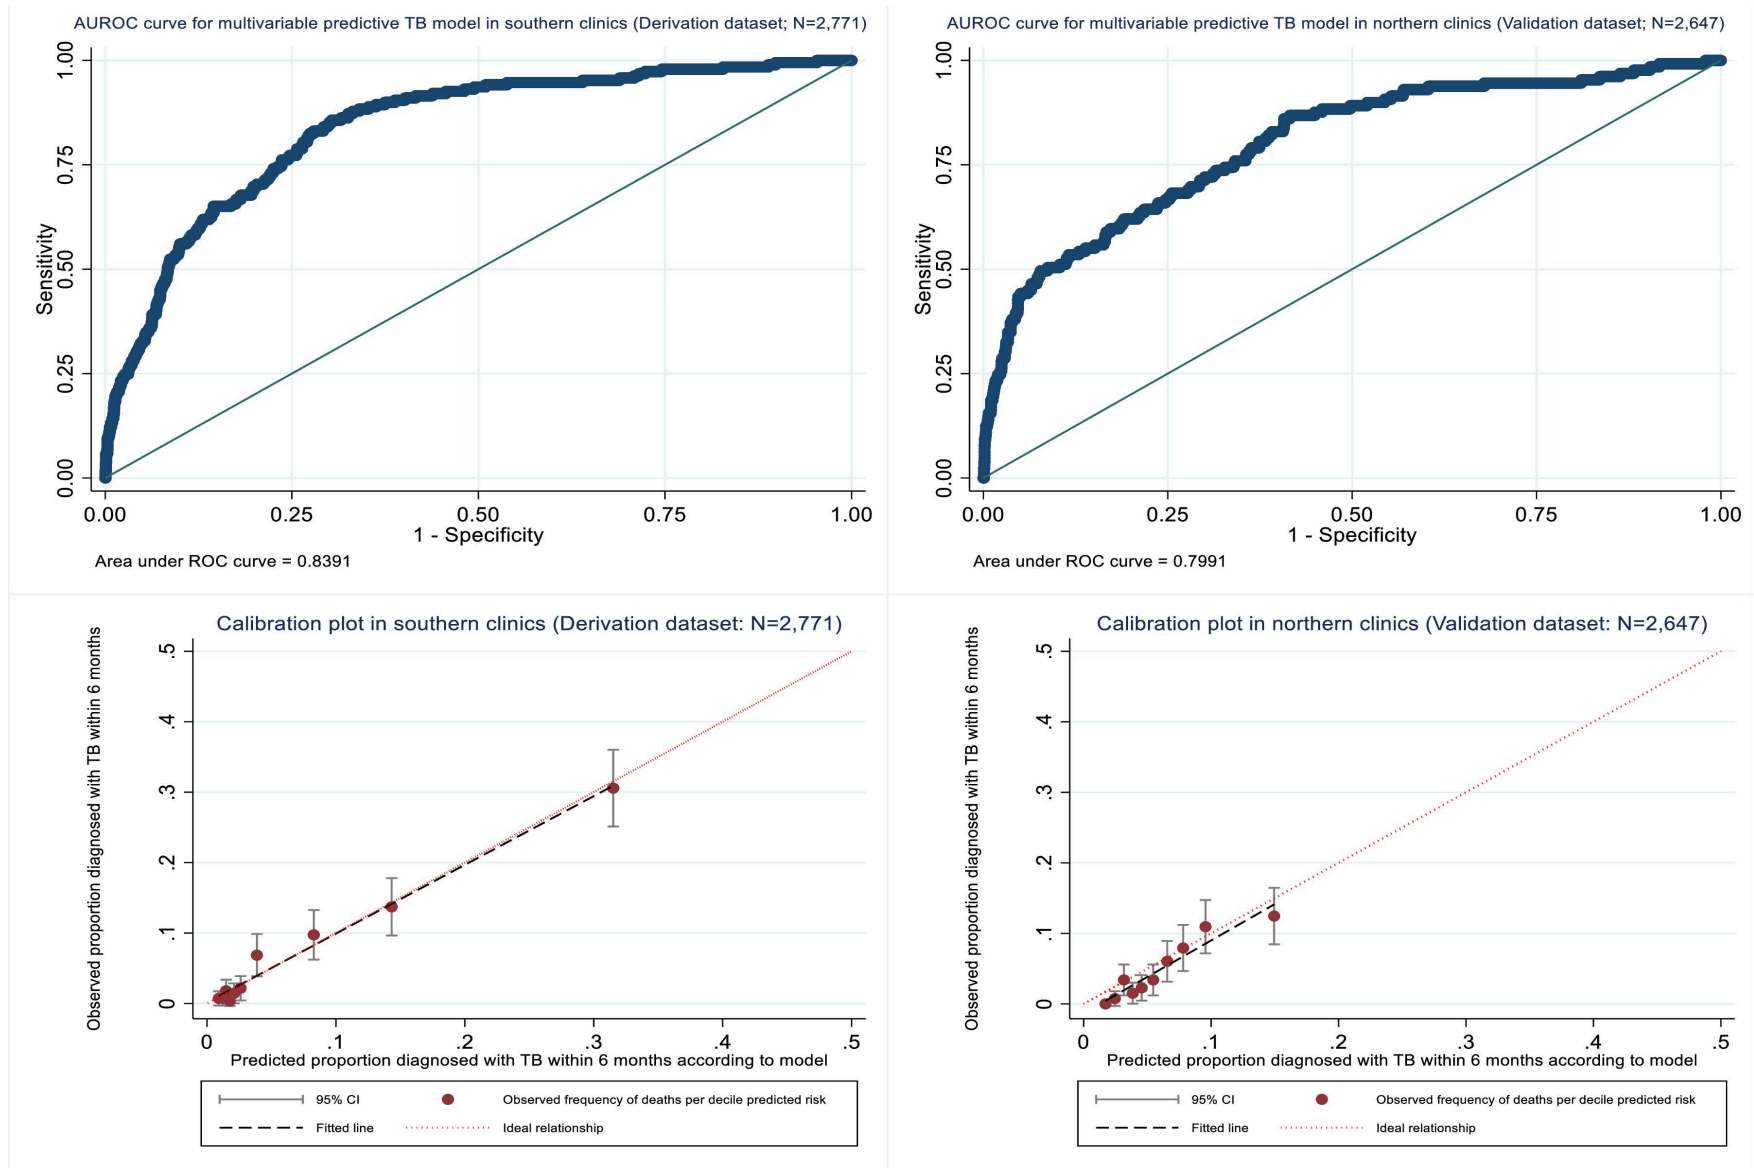 AUROC curve for multivariable predictive TB model in southern clinics (Derivation dataset; N=2,771)
1.00
0.75
0.50
0.25
0.00
Sensitivity
0.00 0.25 0.50 0.75 1.00
1 - Specificity
Area under ROC curve = 0.8391
AUROC curve for multivariable predictive TB model in northern clinics (Validation dataset; N=2,647)
1.00
0.75
0.50
0.25
0.00
Sensitivity
0.00 0.25 0.50 0.75 1.00
1 - Specificity
Area under ROC curve = 0.7991
Calibration plot in southern clinics (Derivation dataset: N=2,771)
Observed proportion diagnosed with TB within 6 months
.5
.4
.3
.2
.1
0
0 .1 .2 .3 .4 .5
Predicted proportion diagnosed with TB within 6 months according to model
95% CI Observed frequency of deaths per decile predicted risk
Fitted line Ideal relationship
Calibration plot in northern clinics (Validation dataset: N=2,647)
Observed proportion diagnosed with TB within 6 months
.5
.4
.3
.2
.1
0
0 .1 .2 .3 .4 .5
Predicted proportion diagnosed with TB within 6 months according to model
95% CI Observed frequency of deaths per decile predicted risk
Fitted line Ideal relationship